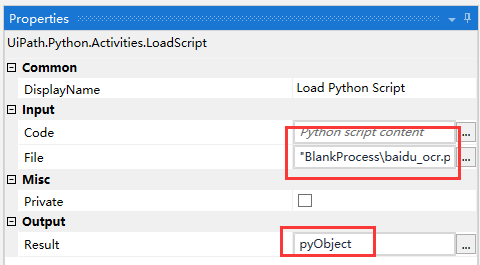 Properties
UiPath.Python.Activities.LoadScript
Common
DisplayName Load Python Script
Input
Code Python script content ...
File "BlankProcess\baidu_ocr.p ...
Misc
Private
Output
Result pyObject ...